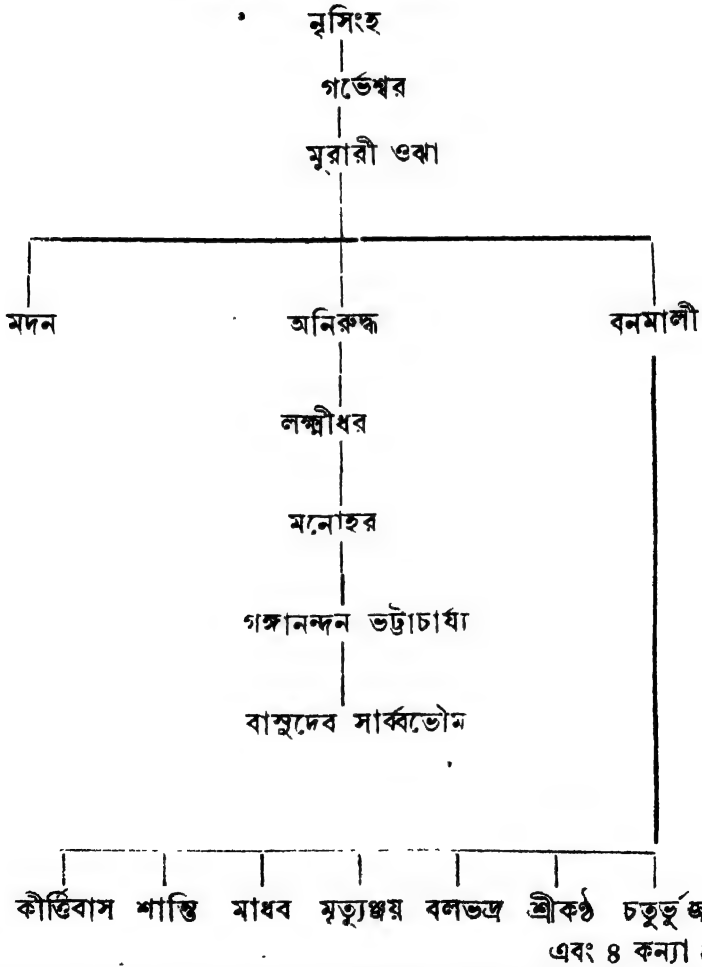 নৃসিংহ
গর্ভেশ্বর
মুরারী ওঝা
মদন অনিরুদ্ধ বনমালী
লক্ষ্মীধর
মনোহর
গঙ্গানন্দন ভট্টাচার্য্য
বাসুদেব সার্ব্বভৌম
কীর্ত্তিবাস শান্তি মাধব মৃত্যুঞ্জয় বলভদ্র শ্রীকণ্ঠ চতুর্ভুজ
এবং ৪ কন্যা